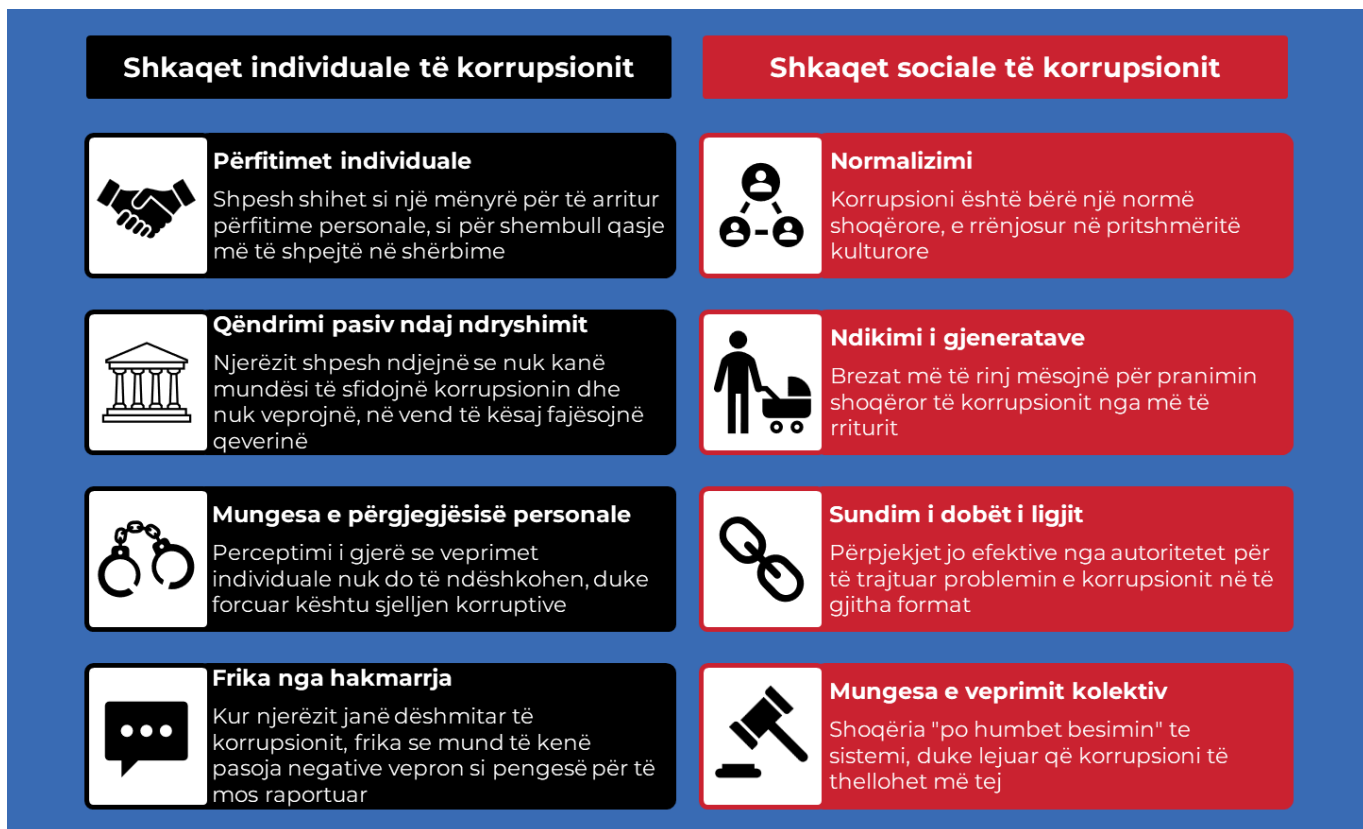 Shkaqet individuale të korrupsionit
Përfitimet individuale
Shpesh shihet si një mënyrë për të arritur
përfitime personale, si për shembull qasje
më të shpejtë në shërbime
Qëndrimi pasiv ndaj ndryshimit
Njerëzit shpesh ndjejnë se nuk kanë
mundësi të sfidojnë korrupsionin dhe
nuk veprojnë, në vend të kësaj fajësojnë
qeverinë
Mungesa e përgjegjësisë personale
Perceptimi i gjerë se veprimet
individuale nuk do të ndëshkohen, duke
forcuar kështu sjelljen korruptive
Frika nga hakmarrja
Kur njerëzit janë dëshmitar të
korrupsionit, frika se mund të kenë
pasoja negative vepron si pengesë për të
mos raportuar
Shkaqet sociale të korrupsionit
Normalizimi
Korrupsioni është bërë një normë
shoqërore, e rrënjosur në pritshmëritë
kulturore
Ndikimi i gjeneratave
Brezat më të rinj mësojnë për pranimin
shoqëror të korrupsionit nga më të
rriturit
Sundim i dobët i ligjit
Përpjekjet jo efektive nga autoritetet për
të trajtuar problemin e korrupsionit në të
gjitha format
Mungesa e veprimit kolektiv
Shoqëria "po humbet besimin" te
sistemi, duke lejuar që korrupsioni të
thellohet më tej